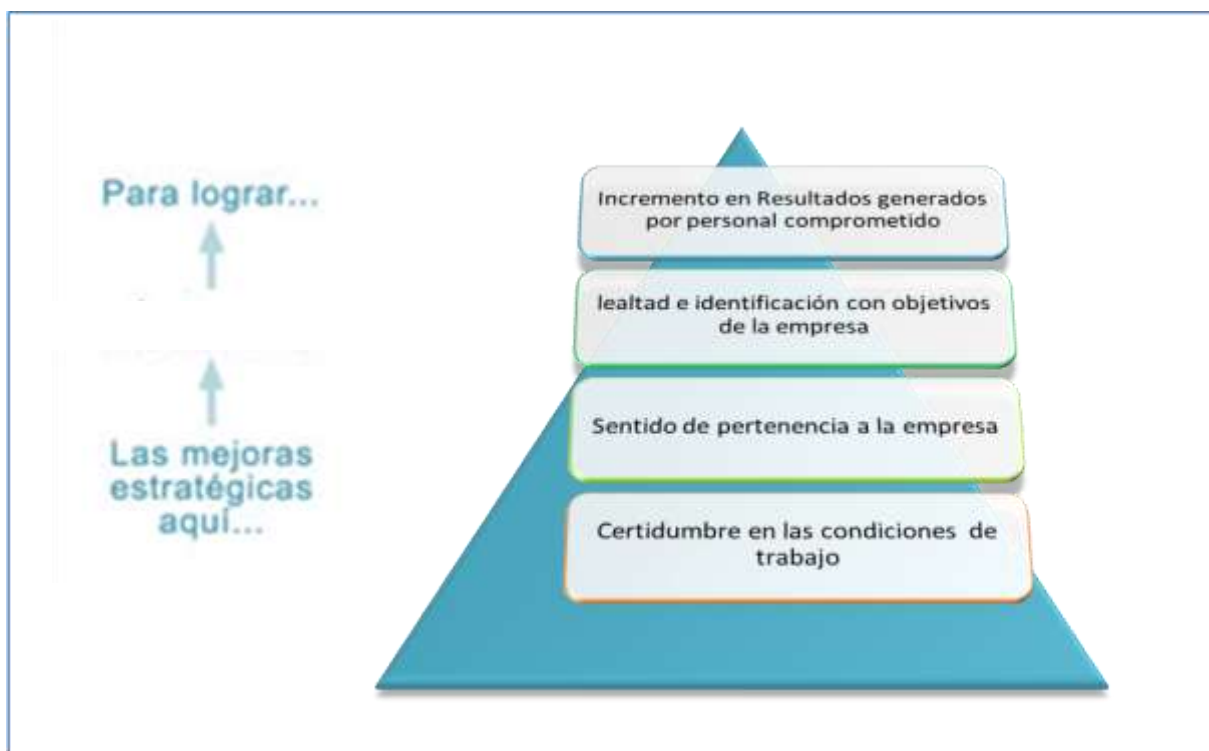 Para lograr...
Las mejoras
estratégicas
aquí...
Incremento en Resultados generados
por personal comprometido
lealtad e identificación con objetivos
de la empresa
Sentido de pertenencia a la empresa
Certidumbre en las condiciones de
trabajo